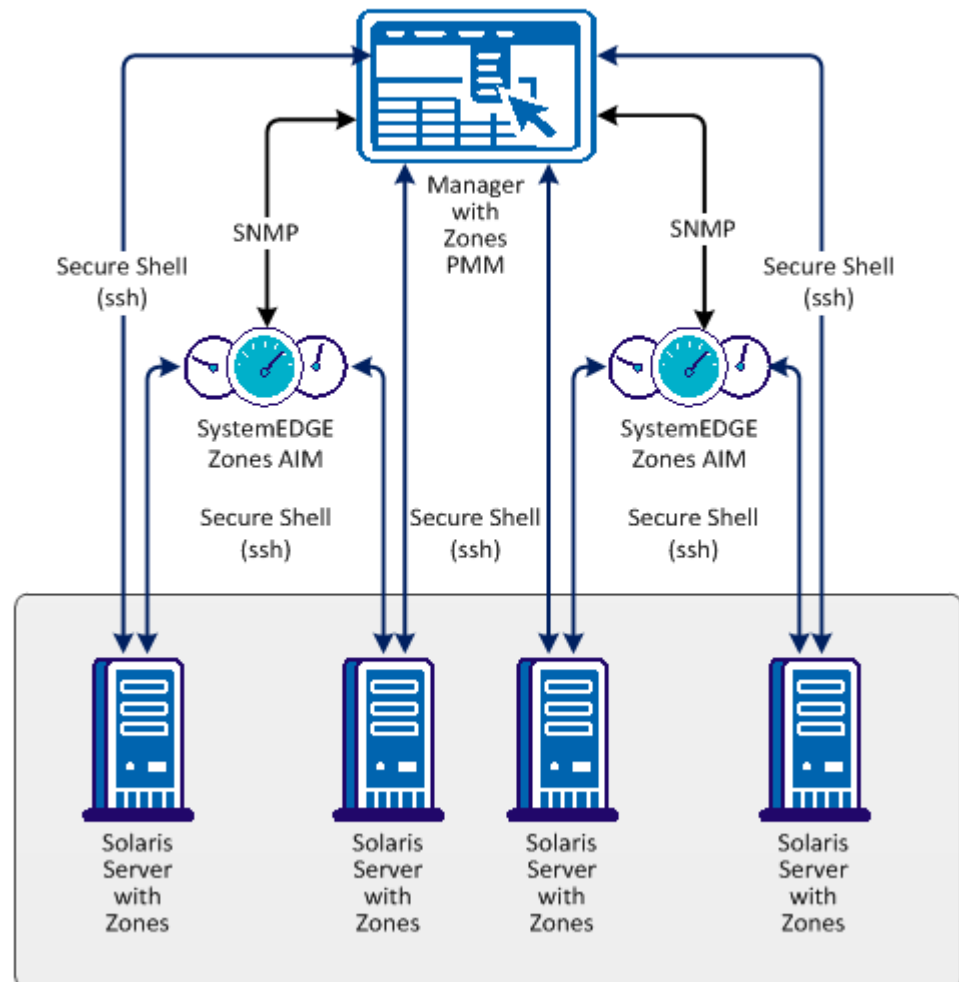 Manager
with
Zones
PMM
SNMP
SNMP
Secure Shell
(ssh)
Secure Shell
(ssh)
SystemEDGE
Zones AIM
SystemEDGE
Zones AIM
Secure Shell
(ssh)
Secure Shell
(ssh)
Secure Shell
(ssh)
Solaris
Server
with
Zones
Solaris
Server
with
Zones
Solaris
Server
with
Zones
Solaris
Server
with
Zones